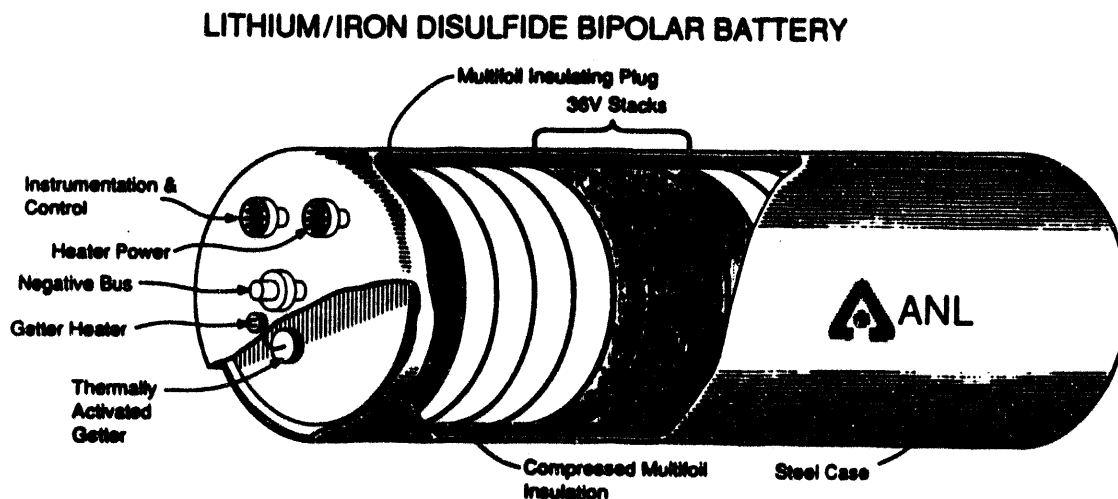 LITHIUM/IRON DISULFIDE BIPOLAR BATTERY
Multifoil Insulating Plug
36V Stacks
Instrumentation &
Control
Heater Power
Negative Bus
Getter Heater
Thermally
Activated
Getter
ANL
Compressed Multifoil
Insulation
Steel Case